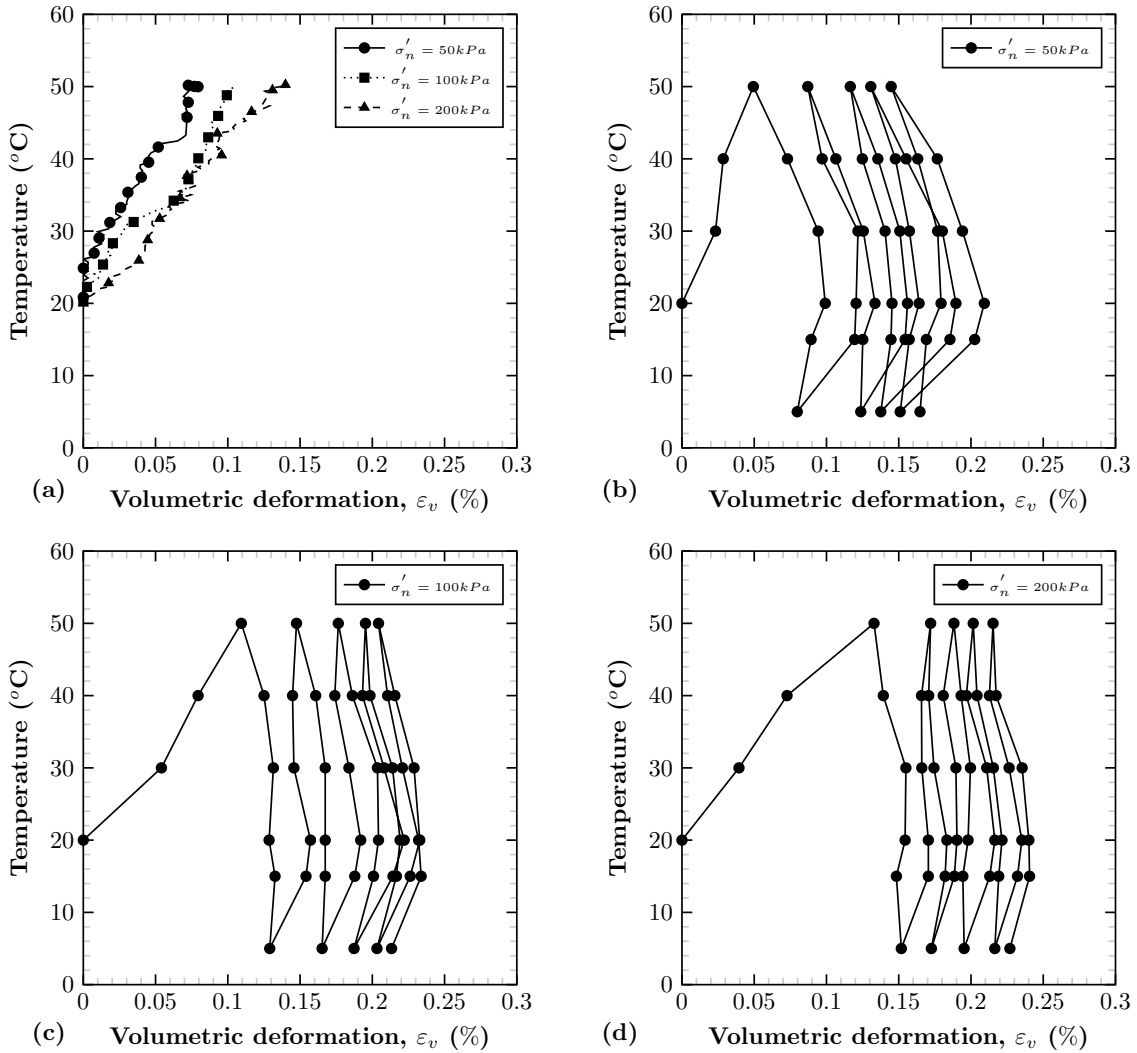 60
50
40
30
20
10
0
Temperature (°C)
σ′n = 50kPa
σ′n = 100kPa
σ′n = 200kPa
0 0.05 0.1 0.15 0.2 0.25 0.3
(a) Volumetric deformation, εv (%)
60
50
40
30
20
10
0
Temperature (°C)
σ′n = 50kPa
0 0.05 0.1 0.15 0.2 0.25 0.3
(b) Volumetric deformation, εv (%)
60
50
40
30
20
10
0
Temperature (°C)
σ′n = 100kPa
0 0.05 0.1 0.15 0.2 0.25 0.3
(c) Volumetric deformation, εv (%)
60
50
40
30
20
10
0
Temperature (°C)
σ′n = 200kPa
0 0.05 0.1 0.15 0.2 0.25 0.3
(d) Volumetric deformation, εv (%)